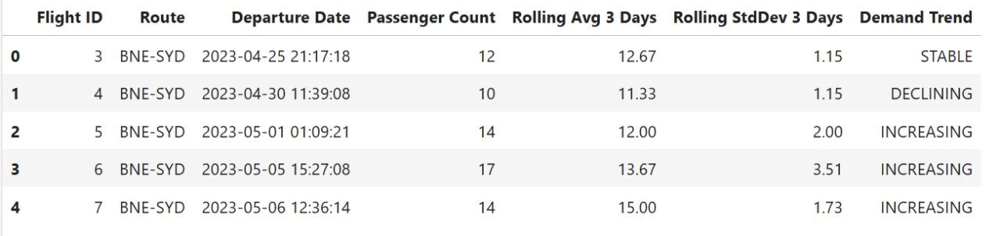 Flight ID Route Departure Date Passenger Count Rolling Avg 3 Days Rolling StdDev 3 Days Demand Trend
0 3 BNE-SYD 2023-04-25 21:17:18 12 12.67 1.15 STABLE
1 4 BNE-SYD 2023-04-30 11:39:08 10 11.33 1.15 DECLINING
2 5 BNE-SYD 2023-05-01 01:09:21 14 12.00 2.00 INCREASING
3 6 BNE-SYD 2023-05-05 15:27:08 17 13.67 3.51 INCREASING
4 7 BNE-SYD 2023-05-06 12:36:14 14 15.00 1.73 INCREASING